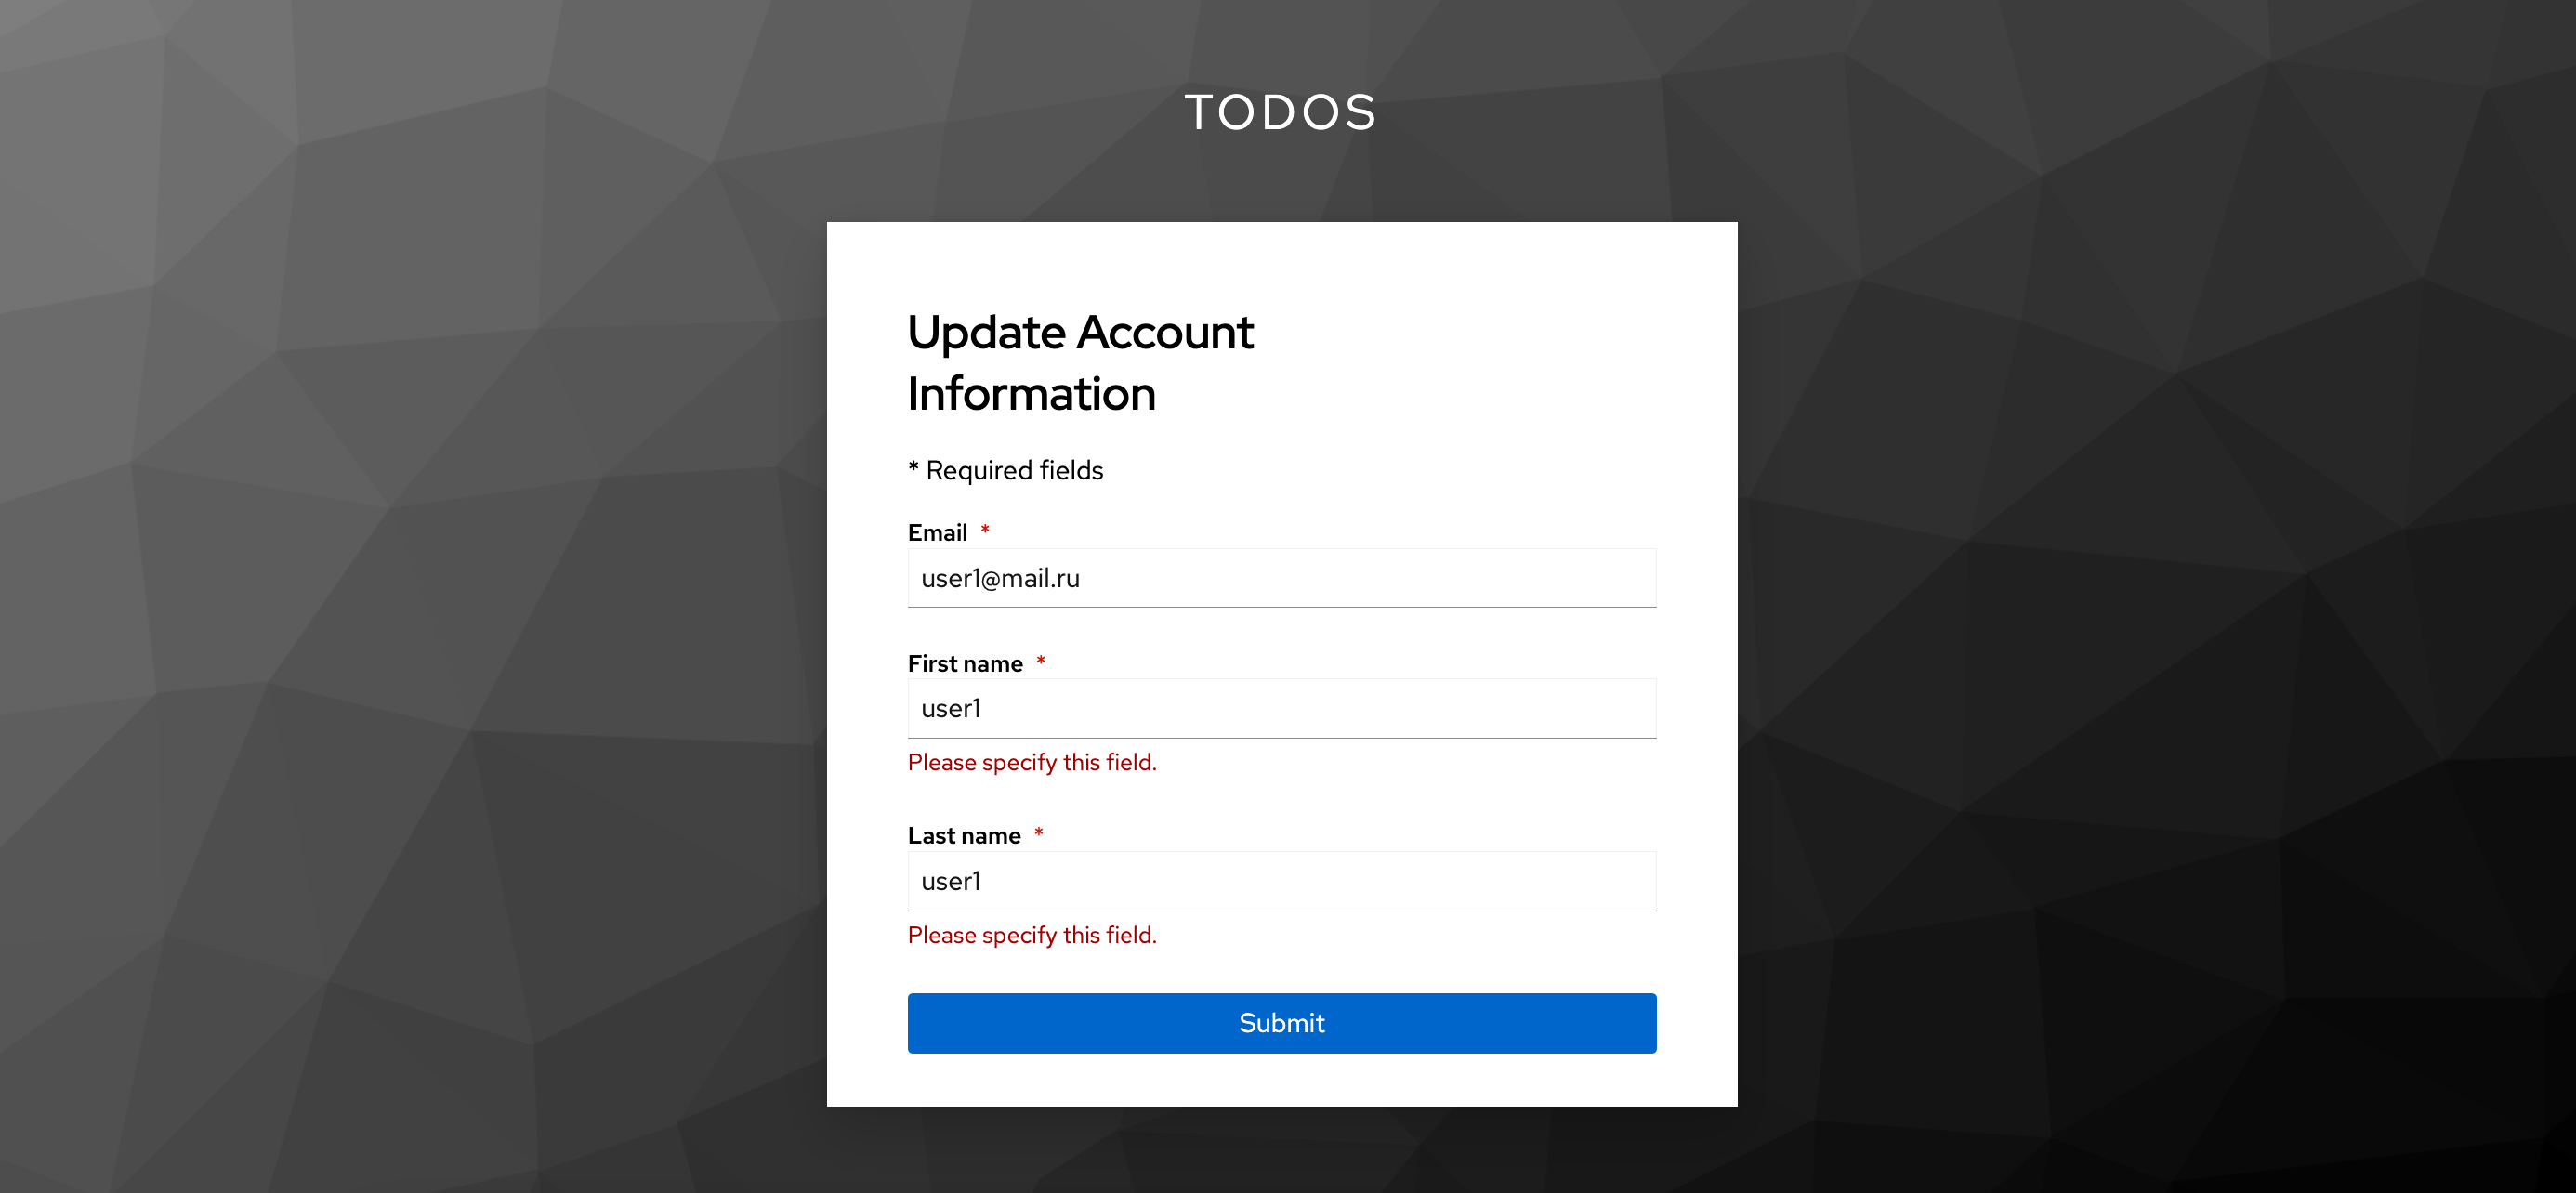 TODOS
Update Account
Information
* Required fields
Email *
user1@mail.ru
First name *
user1
Please specify this field.
Last name *
user1
Please specify this field.
Submit